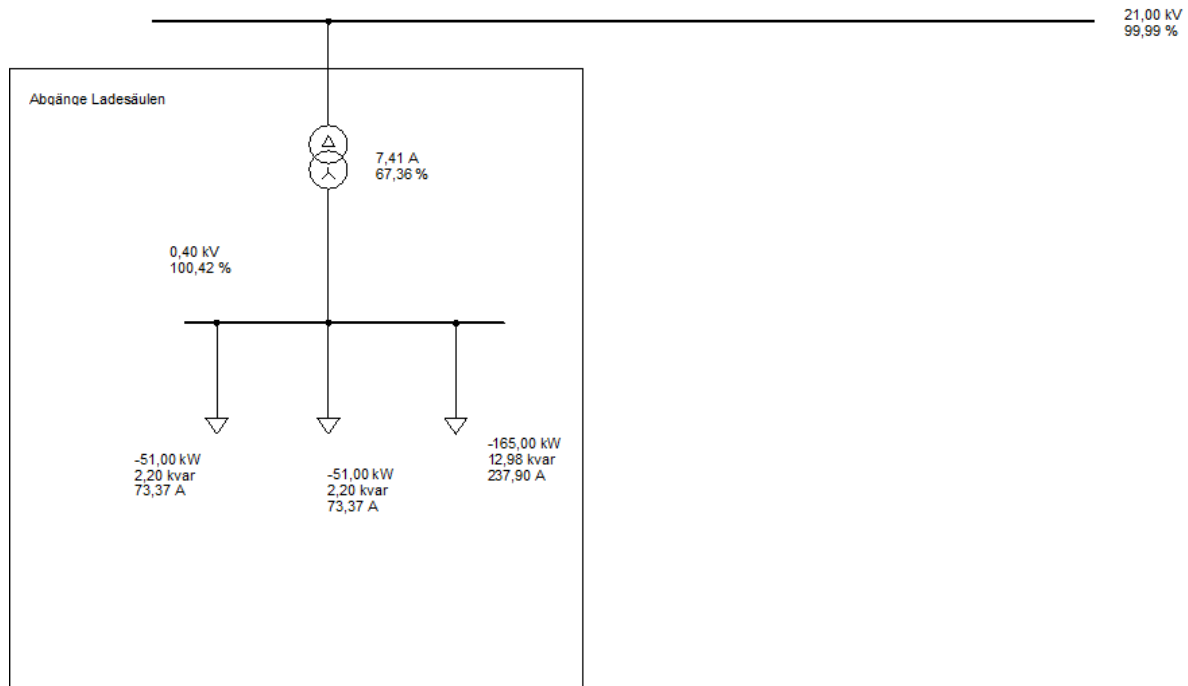 21,00 kV
99,99 %
Abgänge Ladesäulen
7,41 A
67,36 %
0,40 kV
100,42 %
-51,00 kW
2,20 kvar
73,37 A
-51,00 kW
2,20 kvar
73,37 A
-165,00 kW
12,98 kvar
237,90 A